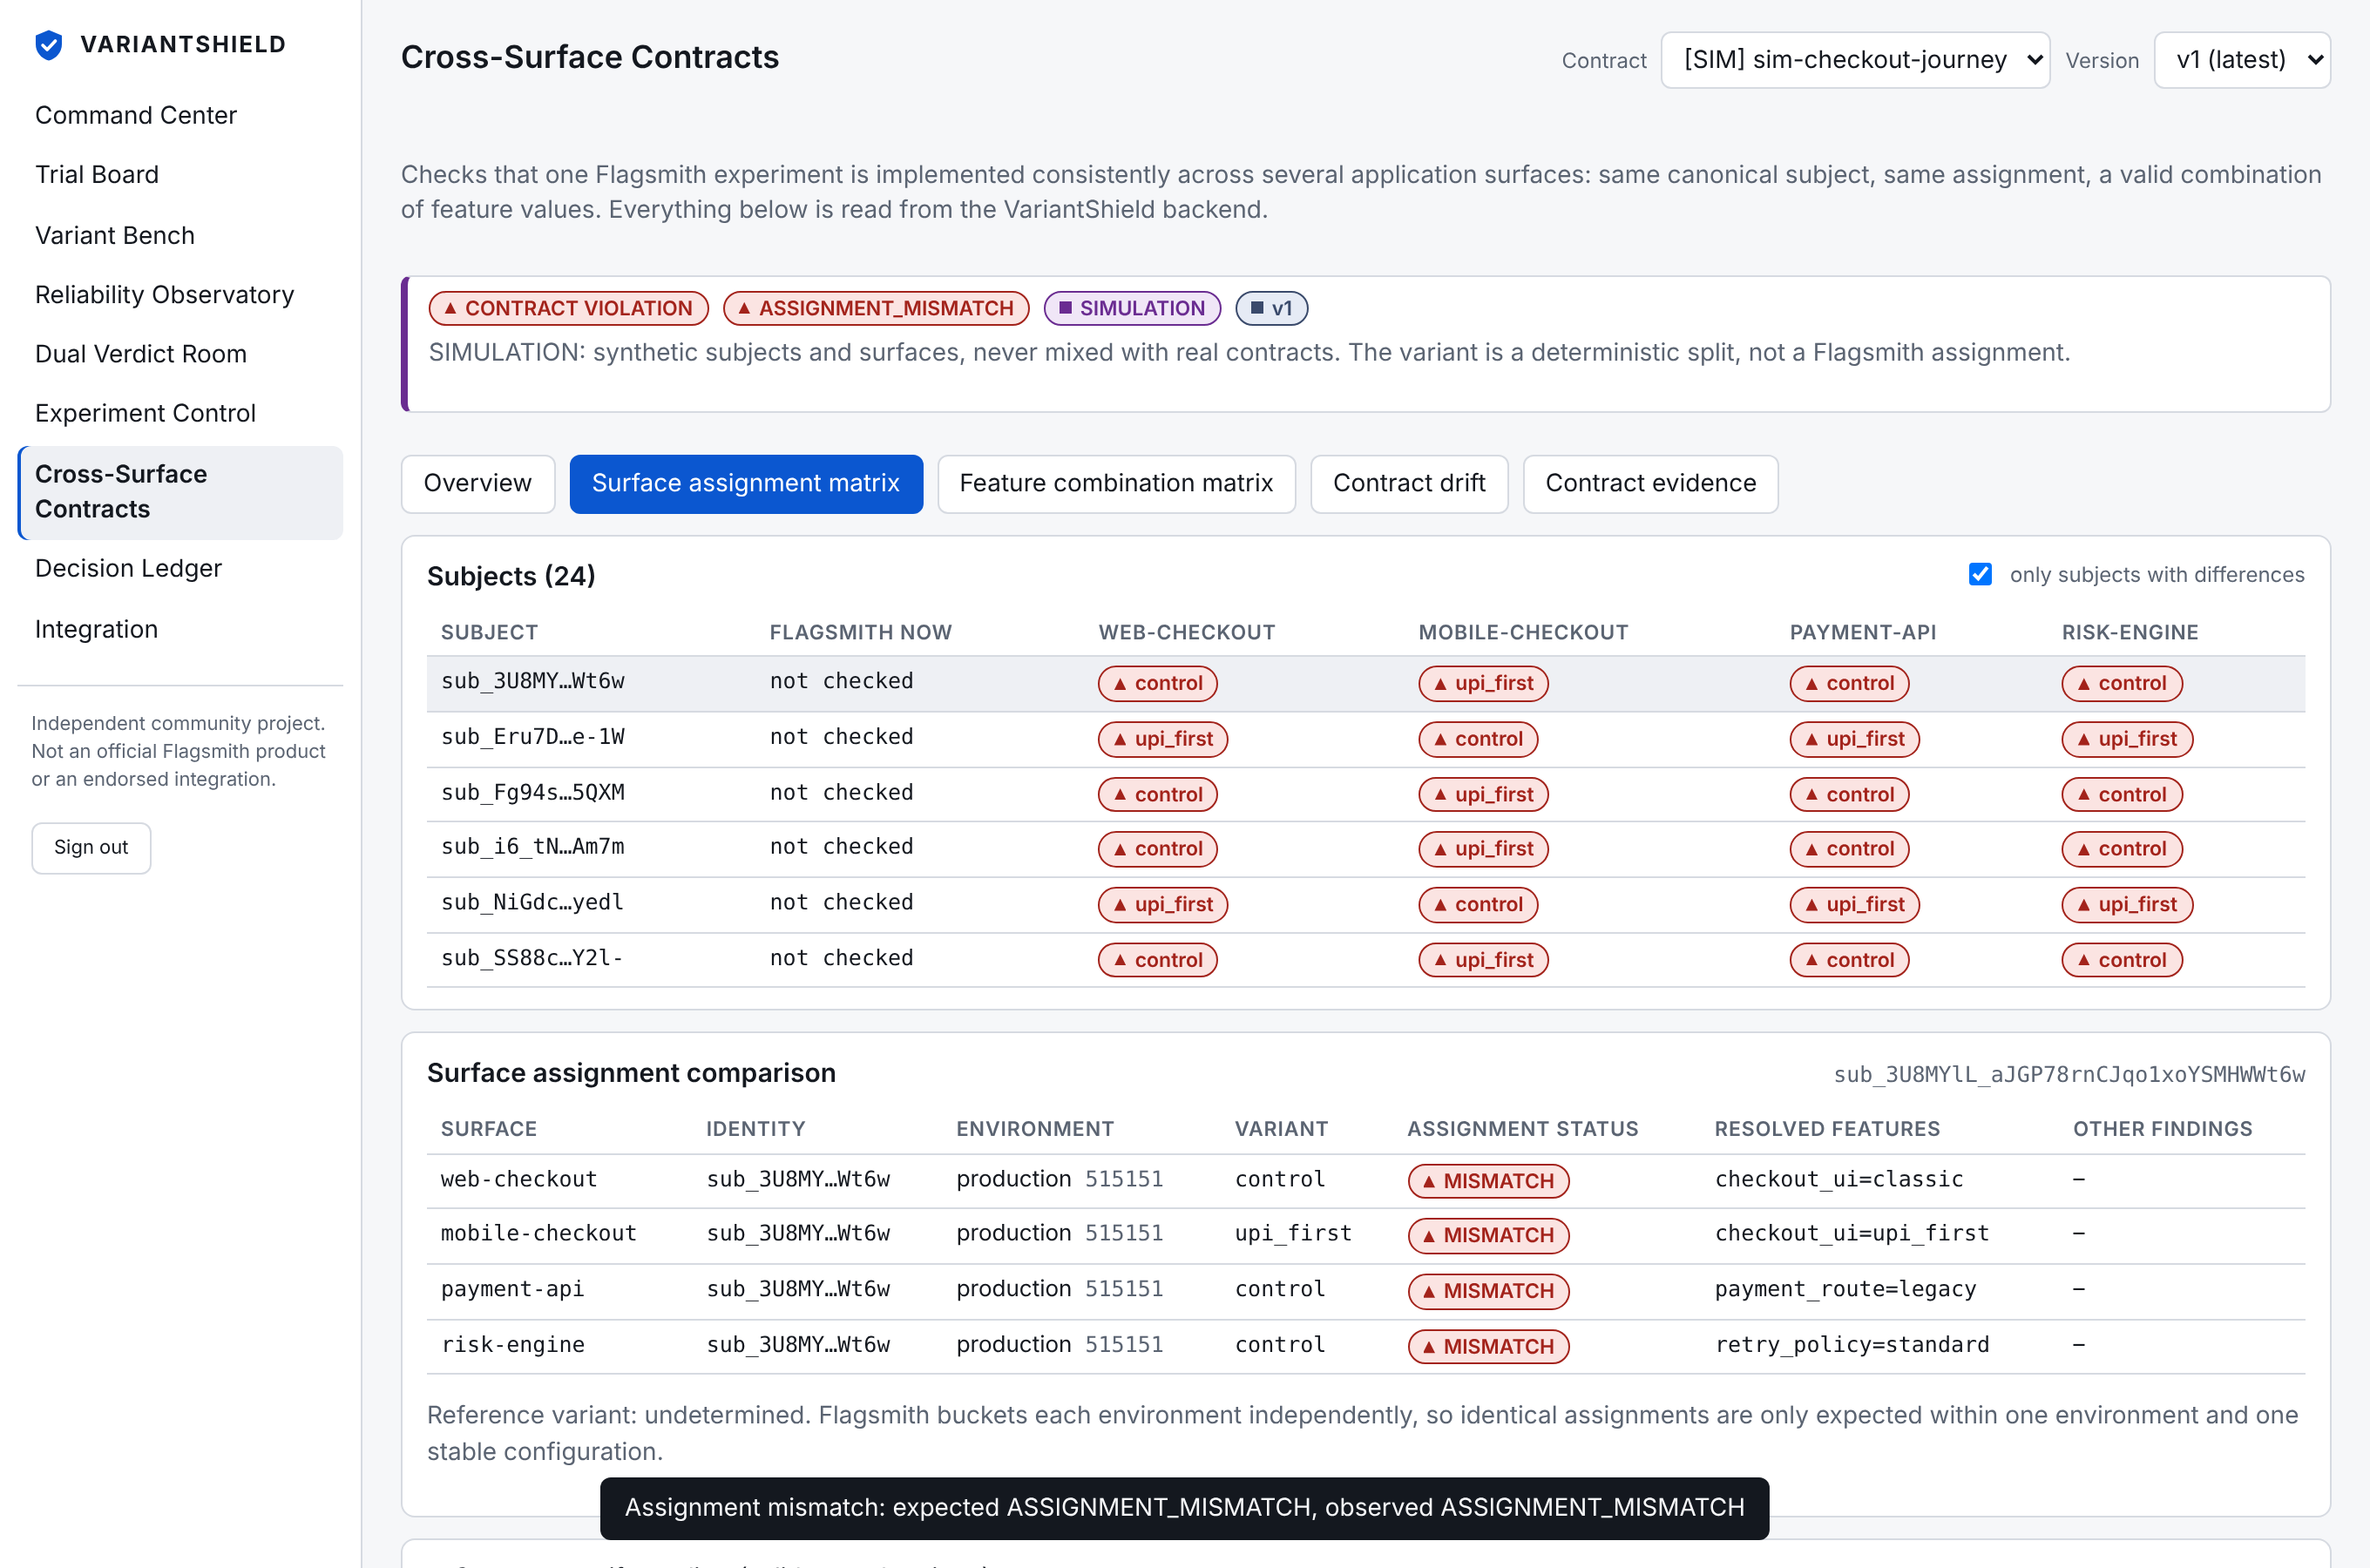 VARIANTSHIELD
Command Center
Trial Board
Variant Bench
Reliability Observatory
Dual Verdict Room
Experiment Control
Cross-Surface
Contracts
Decision Ledger
Integration
Independent community project.
Not an official Flagsmith product
or an endorsed integration.
Sign out
Cross-Surface Contracts
Contract [SIM] sim-checkout-journey Version v1 (latest)
Checks that one Flagsmith experiment is implemented consistently across several application surfaces: same canonical subject, same assignment, a valid combination
of feature values. Everything below is read from the VariantShield backend.
▲ CONTRACT VIOLATION ▲ ASSIGNMENT_MISMATCH ■ SIMULATION ■ v1
SIMULATION: synthetic subjects and surfaces, never mixed with real contracts. The variant is a deterministic split, not a Flagsmith assignment.
Overview Surface assignment matrix Feature combination matrix Contract drift Contract evidence
Subjects (24) only subjects with differences
SUBJECT FLAGSMITH NOW WEB-CHECKOUT MOBILE-CHECKOUT PAYMENT-API RISK-ENGINE
sub_3U8MY…Wt6w not checked ▲ control ▲ upi_first ▲ control ▲ control
sub_Eru7D…e-1W not checked ▲ upi_first ▲ control ▲ upi_first ▲ upi_first
sub_Fg94s…5QXM not checked ▲ control ▲ upi_first ▲ control ▲ control
sub_i6_tN…Am7m not checked ▲ control ▲ upi_first ▲ control ▲ control
sub_NiGdc…yedl not checked ▲ upi_first ▲ control ▲ upi_first ▲ upi_first
sub_SS88c…Y2l- not checked ▲ control ▲ upi_first ▲ control ▲ control
Surface assignment comparison sub_3U8MYlL_aJGP78rnCJqo1xoYSMHWWt6w
SURFACE IDENTITY ENVIRONMENT VARIANT ASSIGNMENT STATUS RESOLVED FEATURES OTHER FINDINGS
web-checkout sub_3U8MY…Wt6w production 515151 control ▲ MISMATCH checkout_ui=classic –
mobile-checkout sub_3U8MY…Wt6w production 515151 upi_first ▲ MISMATCH checkout_ui=upi_first –
payment-api sub_3U8MY…Wt6w production 515151 control ▲ MISMATCH payment_route=legacy –
risk-engine sub_3U8MY…Wt6w production 515151 control ▲ MISMATCH retry_policy=standard –
Reference variant: undetermined. Flagsmith buckets each environment independently, so identical assignments are only expected within one environment and one
stable configuration.
Assignment mismatch: expected ASSIGNMENT_MISMATCH, observed ASSIGNMENT_MISMATCH